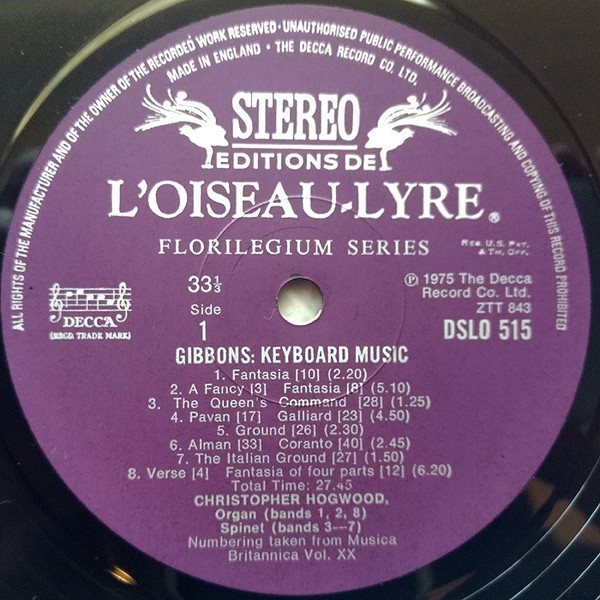 ALL RIGHTS OF THE MANUFACTURER AND OF THE OWNER OF THE RECORDED WORK RESERVED · UNAUTHORISED PUBLIC PERFORMANCE BROADCASTING AND COPYING OF THIS RECORD PROHIBITED
MADE IN ENGLAND · THE DECCA RECORD CO. LTD.
STEREO
EDITIONS DE
L'OISEAU-LYRE®
FLORILEGIUM SERIES
REG. U.S. PAT.
& TM. OFF.
33⅓
Side
1
DECCA
(REGD. TRADE MARK)
℗ 1975 The Decca
Record Co. Ltd.
ZTT 843
DSLO 515
GIBBONS: KEYBOARD MUSIC
1. Fantasia [10] (2.20)
2. A Fancy [3] Fantasia [8] (5.10)
3. The Queen's Command [28] (1.25)
4. Pavan [17] Galliard [23] (4.50)
5. Ground [26] (2.30)
6. Alman [33] Coranto [40] (2.45)
7. The Italian Ground [27] (1.50)
8. Verse [4] Fantasia of four parts [12] (6.20)
Total Time: 27.45
CHRISTOPHER HOGWOOD,
Organ (bands 1, 2, 8)
Spinet (bands 3—7)
Numbering taken from Musica
Britannica Vol. XX